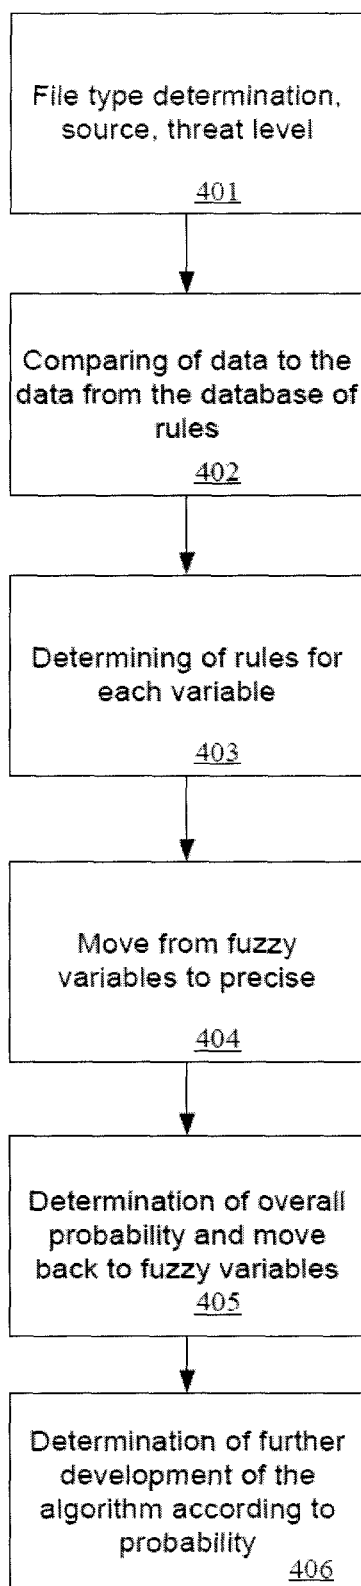 File type determination,
source, threat level
401
Comparing of data to the
data from the database of
rules
402
Determining of rules for
each variable
403
Move from fuzzy
variables to precise
404
Determination of overall
probability and move
back to fuzzy variables
405
Determination of further
development of the
algorithm according to
probability
406